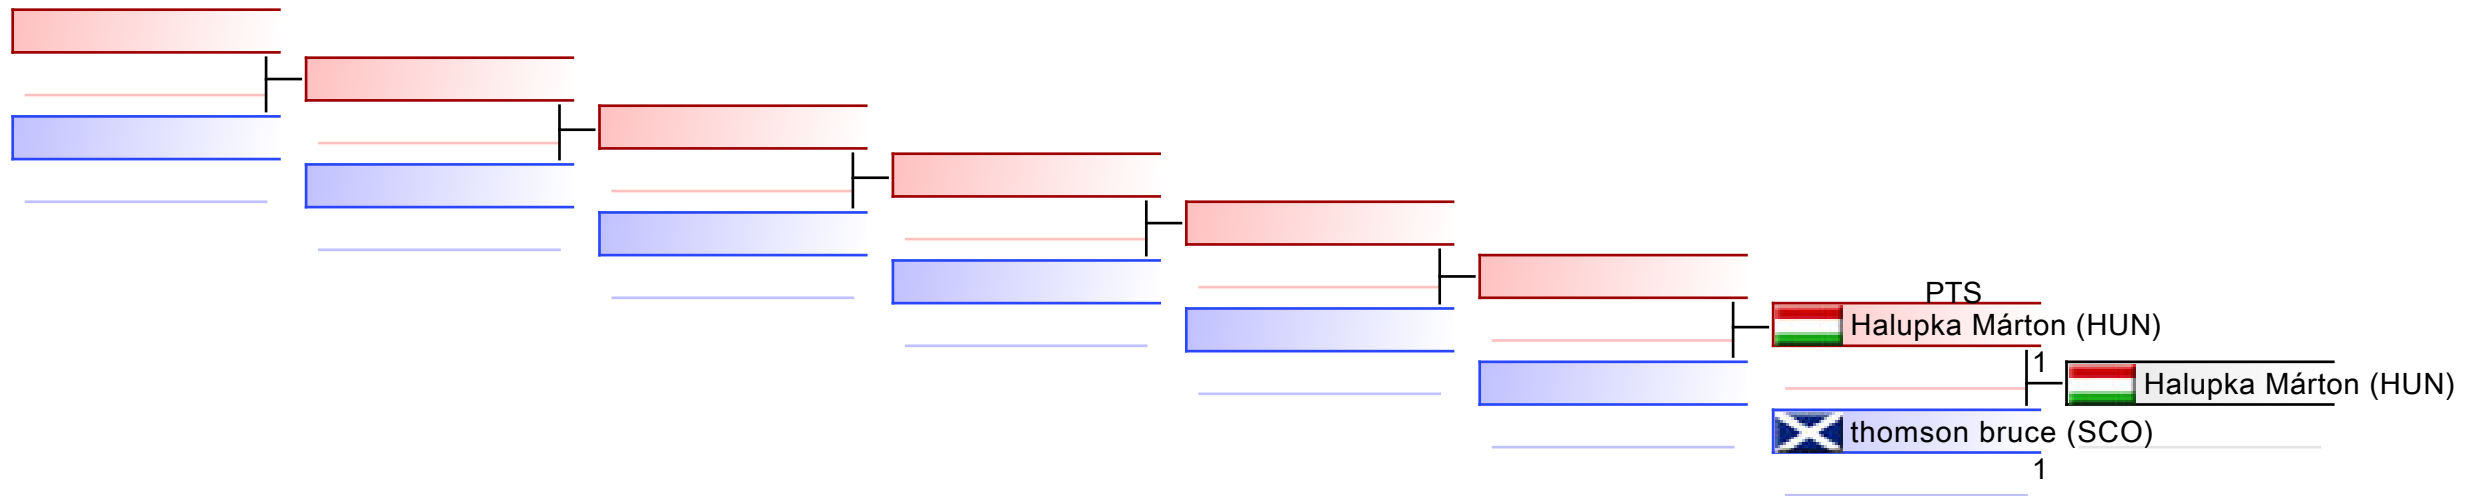 PTS
Halupka Márton (HUN)
1
Halupka Márton (HUN)
thomson bruce (SCO)
1